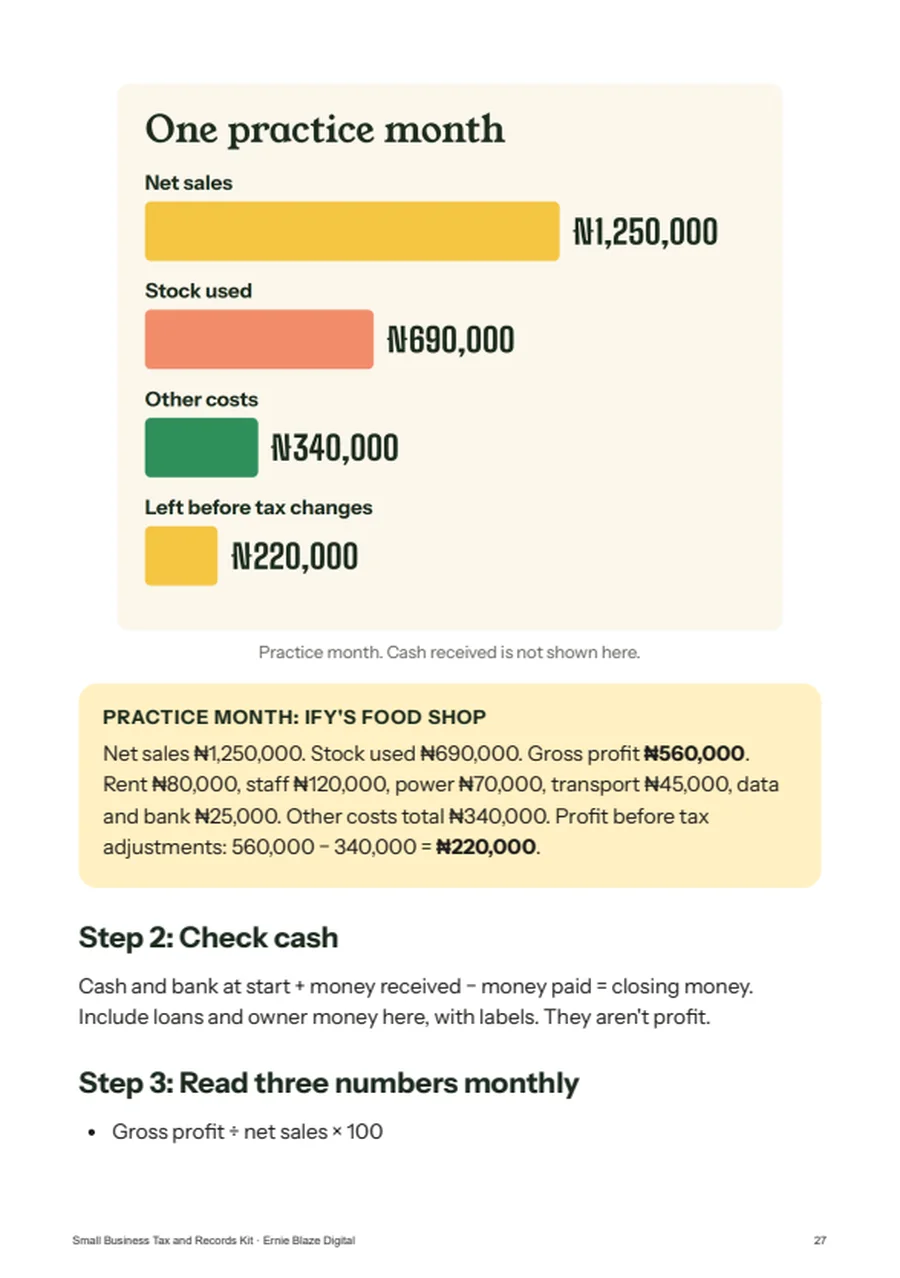 One practice month
Net sales
₦1,250,000
Stock used
₦690,000
Other costs
₦340,000
Left before tax changes
₦220,000
Practice month. Cash received is not shown here.
PRACTICE MONTH: IFY'S FOOD SHOP
Net sales ₦1,250,000. Stock used ₦690,000. Gross profit ₦560,000.
Rent ₦80,000, staff ₦120,000, power ₦70,000, transport ₦45,000, data
and bank ₦25,000. Other costs total ₦340,000. Profit before tax
adjustments: 560,000 − 340,000 = ₦220,000.
Step 2: Check cash
Cash and bank at start + money received − money paid = closing money.
Include loans and owner money here, with labels. They aren't profit.
Step 3: Read three numbers monthly
• Gross profit ÷ net sales × 100
Small Business Tax and Records Kit · Ernie Blaze Digital
27